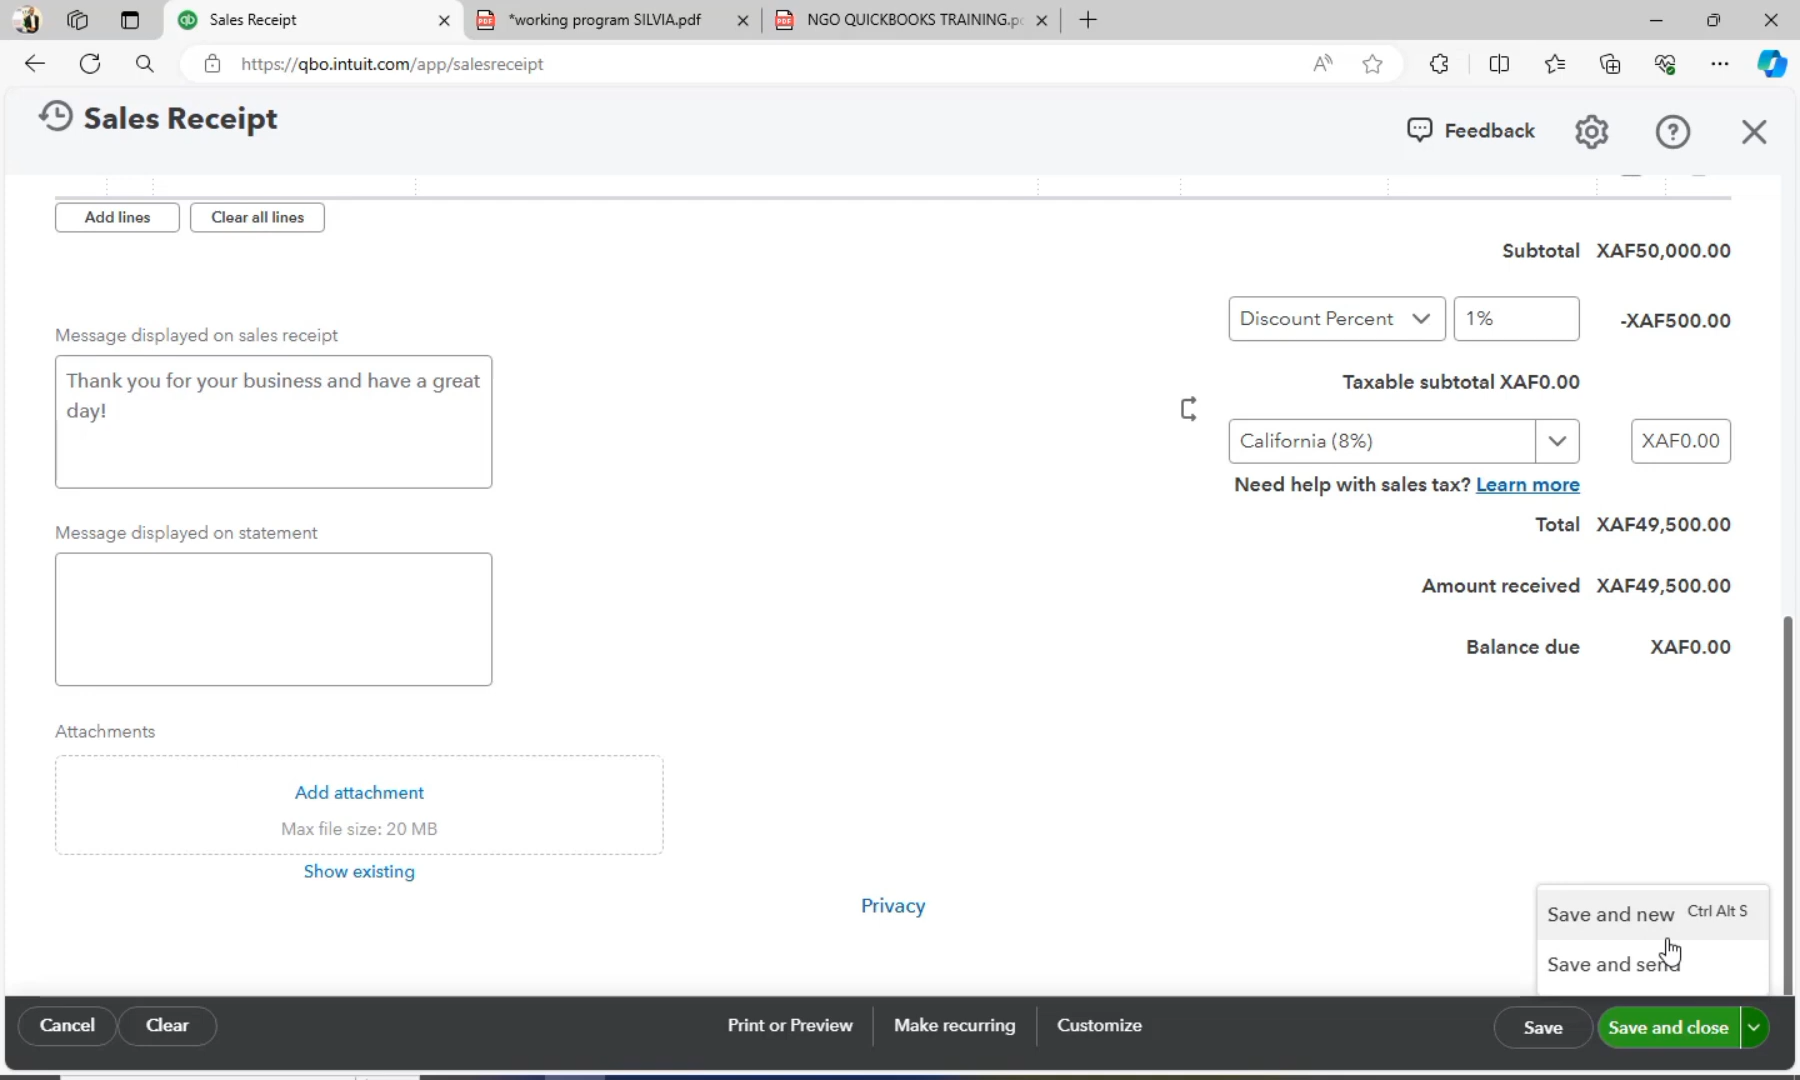 Sales Receipt
*working program SILVIA.pdf
NGO QUICKBOOKS TRAINING.pd
https://qbo.intuit.com/app/salesreceipt
Sales Receipt
Feedback
Add lines
Clear all lines
Subtotal XAF50,000.00
Discount Percent
1%
-XAF500.00
Message displayed on sales receipt
Thank you for your business and have a great
day!
Taxable subtotal XAF0.00
California (8%)
XAF0.00
Need help with sales tax? Learn more
Total XAF49,500.00
Message displayed on statement
Amount received XAF49,500.00
Balance due XAF0.00
Attachments
Add attachment
Max file size: 20 MB
Show existing
Privacy
Save and new Ctrl Alt S
Save and send
Cancel
Clear
Print or Preview
Make recurring
Customize
Save
Save and close